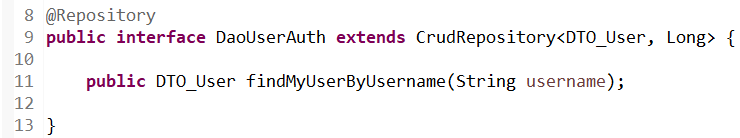 8 @Repository
9 public interface DaoUserAuth extends CrudRepository<DTO_User, Long> {
10
11     public DTO_User findMyUserByUsername(String username);
12
13 }